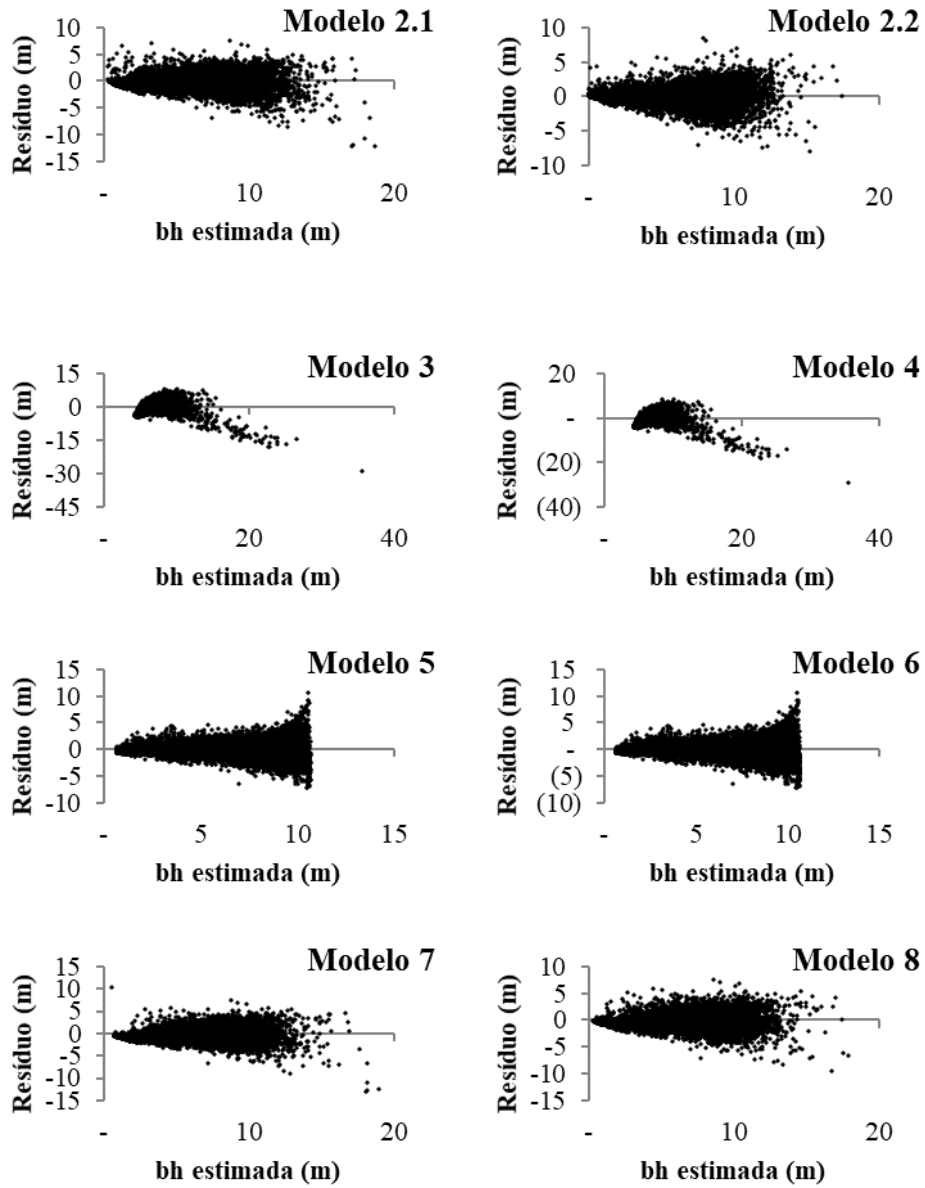 Modelo 2.1
Resíduo (m)
10
5
0
-5
-10
-15
-
10
20
bh estimada (m)
Modelo 2.2
Resíduo (m)
10
5
0
-5
-10
-
10
20
bh estimada (m)
Modelo 3
Resíduo (m)
15
0
-15
-30
-45
-
20
40
bh estimada (m)
Modelo 4
Resíduo (m)
20
-
(20)
(40)
-
20
40
bh estimada (m)
Modelo 5
Resíduo (m)
15
10
5
0
-5
-10
-
5
10
15
bh estimada (m)
Modelo 6
Resíduo (m)
15
10
5
-
(5)
(10)
-
5
10
15
bh estimada (m)
Modelo 7
Resíduo (m)
15
10
5
0
-5
-10
-15
-
10
20
bh estimada (m)
Modelo 8
Resíduo (m)
10
5
0
-5
-10
-15
-
10
20
bh estimada (m)